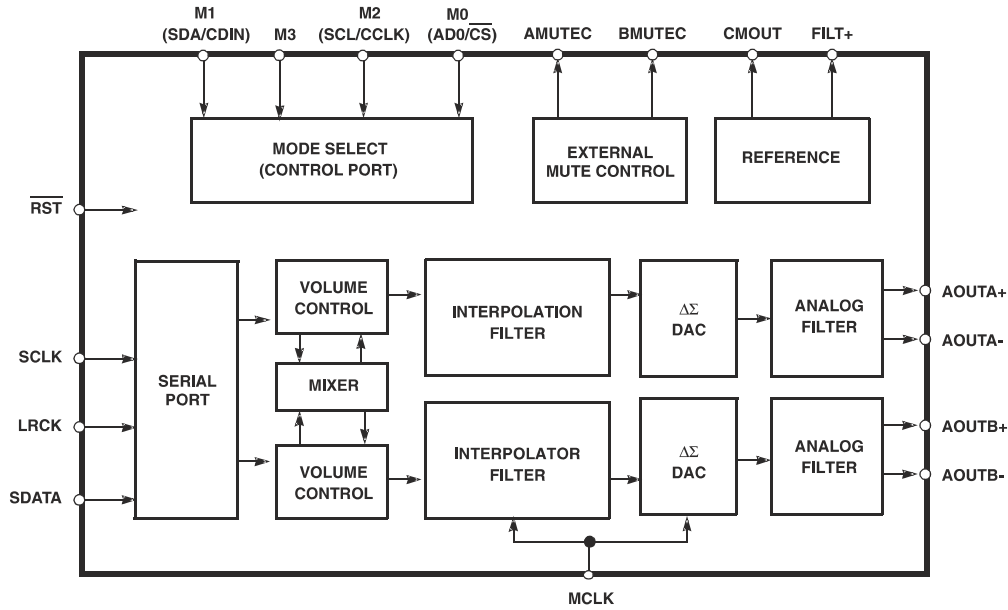 M1
(SDA/CDIN)
M3
M2
(SCL/CCLK)
M0
(AD0/CS)
AMUTEC
BMUTEC
CMOUT
FILT+
MODE SELECT
(CONTROL PORT)
EXTERNAL
MUTE CONTROL
REFERENCE
RST
SCLK
LRCK
SDATA
SERIAL
PORT
VOLUME
CONTROL
MIXER
VOLUME
CONTROL
INTERPOLATION
FILTER
INTERPOLATOR
FILTER
ΔΣ
DAC
ΔΣ
DAC
ANALOG
FILTER
ANALOG
FILTER
AOUTA+
AOUTA-
AOUTB+
AOUTB-
MCLK